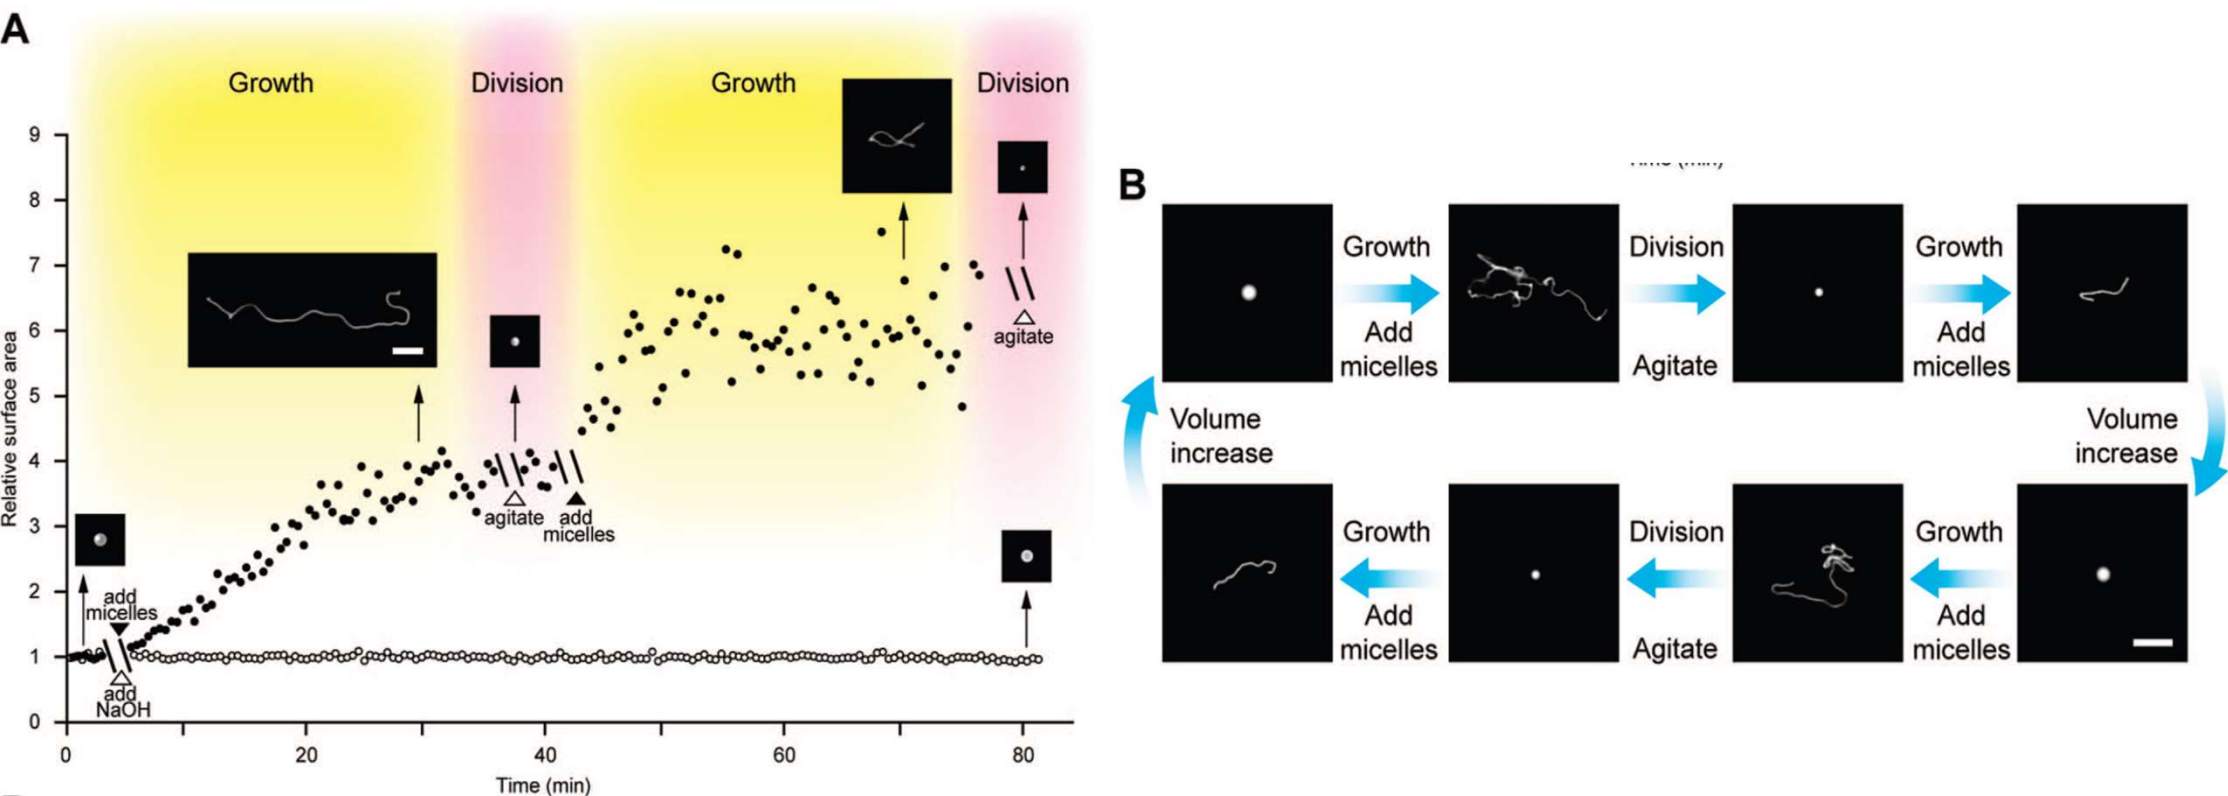 A
Growth
Division
Growth
Division
9
8
7
6
5
4
3
2
1
0
Relative surface area
add
micelles
add
NaOH
agitate
add
micelles
agitate
0
20
40
60
80
Time (min)
B
Growth
Add
micelles
Division
Agitate
Growth
Add
micelles
Volume
increase
Volume
increase
Growth
Add
micelles
Division
Agitate
Growth
Add
micelles